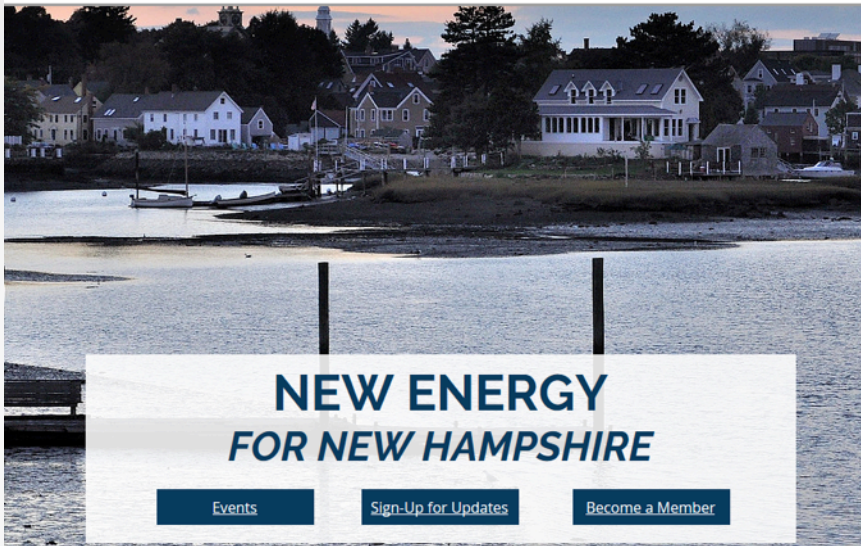 NEW ENERGY
FOR NEW HAMPSHIRE
Events
Sign-Up for Updates
Become a Member